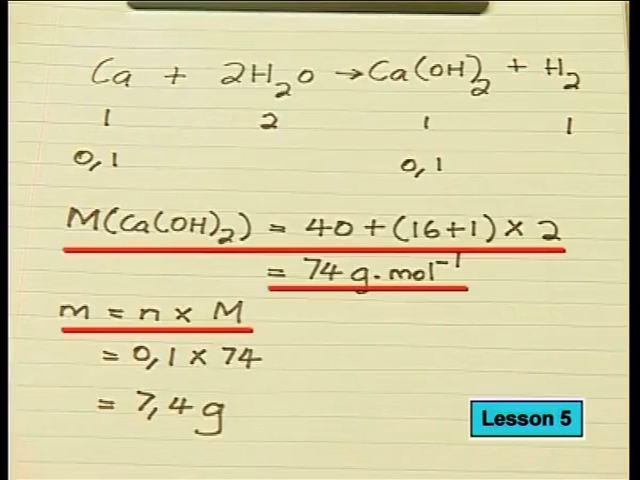 Ca + 2H₂O → Ca(OH)₂ + H₂
1 2 1 1
0,1 0,1
M(Ca(OH)₂) = 40 + (16+1) × 2
= 74 g·mol⁻¹
m = n × M
= 0,1 × 74
= 7,4 g
Lesson 5